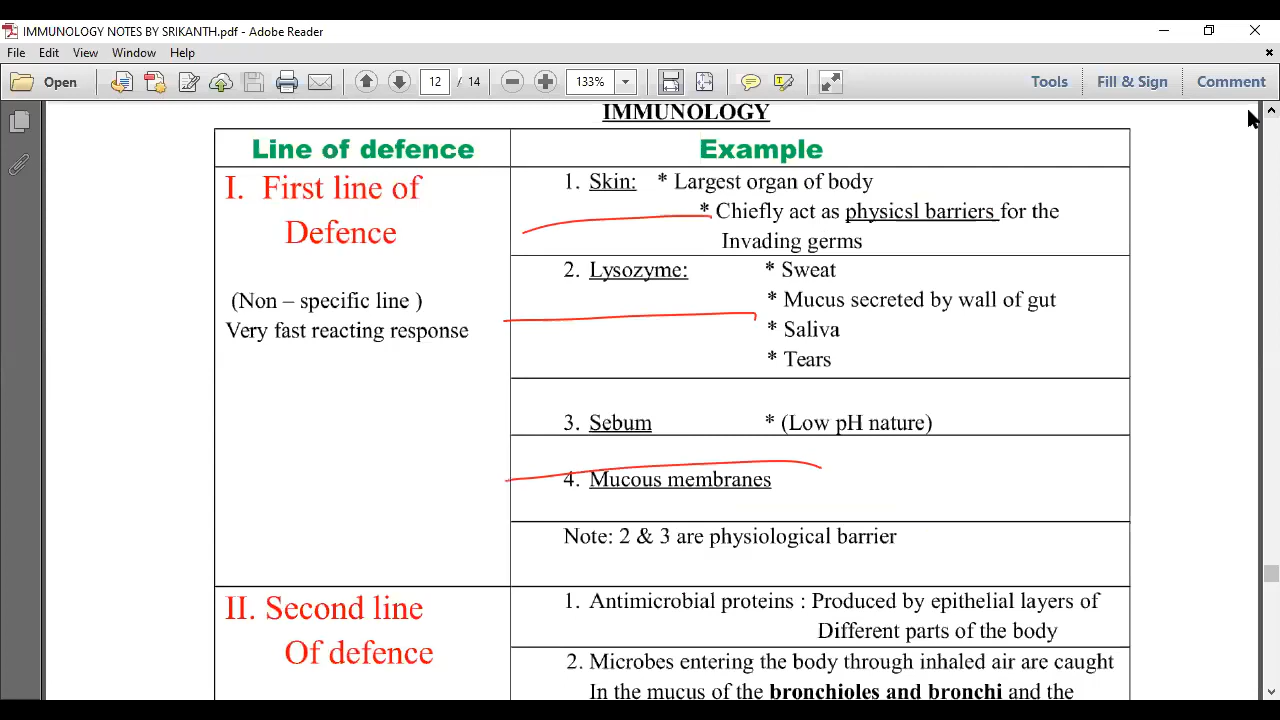 IMMUNOLOGY NOTES BY SRIKANTH.pdf - Adobe Reader
File Edit View Window Help
Open 12 / 14 133% Tools Fill & Sign Comment
IMMUNOLOGY
Line of defence Example
I. First line of
Defence
(Non – specific line )
Very fast reacting response
1. Skin: * Largest organ of body
* Chiefly act as physicsl barriers for the
Invading germs
2. Lysozyme: * Sweat
* Mucus secreted by wall of gut
* Saliva
* Tears
3. Sebum * (Low pH nature)
4. Mucous membranes
Note: 2 & 3 are physiological barrier
II. Second line
Of defence
1. Antimicrobial proteins : Produced by epithelial layers of
Different parts of the body
2. Microbes entering the body through inhaled air are caught
In the mucus of the bronchioles and bronchi and the